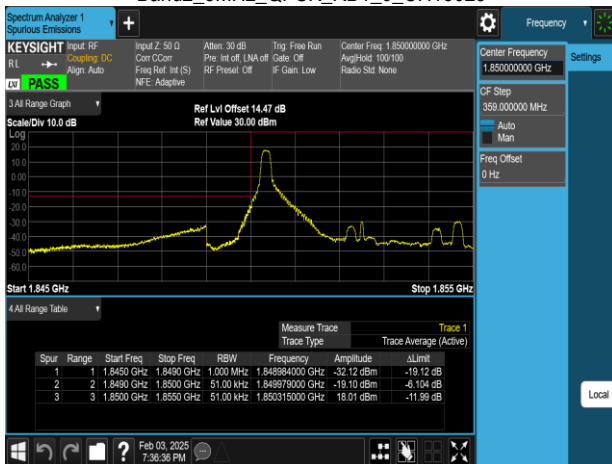 Spectrum Analyzer 1
Spurious Emissions
Frequency
KEYSIGHT
RL
Input: RF
Coupling: DC
Align: Auto
Input Z: 50 Ω
Corr CCorr
Freq Ref: Int (S)
NFE: Adaptive
Atten: 30 dB
Pre: Int off, LNA off
RF Preset: Off
Trig: Free Run
Gate: Off
IF Gain: Low
Center Freq: 1.850000000 GHz
Avg|Hold: 100/100
Radio Std: None
PASS
3 All Range Graph
Scale/Div 10.0 dB
Ref Lvl Offset 14.47 dB
Ref Value 30.00 dBm
Log
20.0
10.0
0.00
-10.0
-20.0
-30.0
-40.0
-50.0
-60.0
Start 1.845 GHz
Stop 1.855 GHz
4 All Range Table
Measure Trace Trace 1
Trace Type Trace Average (Active)
Spur Range Start Freq Stop Freq RBW Frequency Amplitude ΔLimit
1 1 1.8450 GHz 1.8490 GHz 1.000 MHz 1.848984000 GHz -32.12 dBm -19.12 dB
2 2 1.8490 GHz 1.8500 GHz 51.00 kHz 1.849979000 GHz -19.10 dBm -6.104 dB
3 3 1.8500 GHz 1.8550 GHz 51.00 kHz 1.850315000 GHz 18.01 dBm -11.99 dB
Center Frequency
1.850000000 GHz
Settings
CF Step
359.000000 MHz
Auto
Man
Freq Offset
0 Hz
Local
Feb 03, 2025
7:36:36 PM